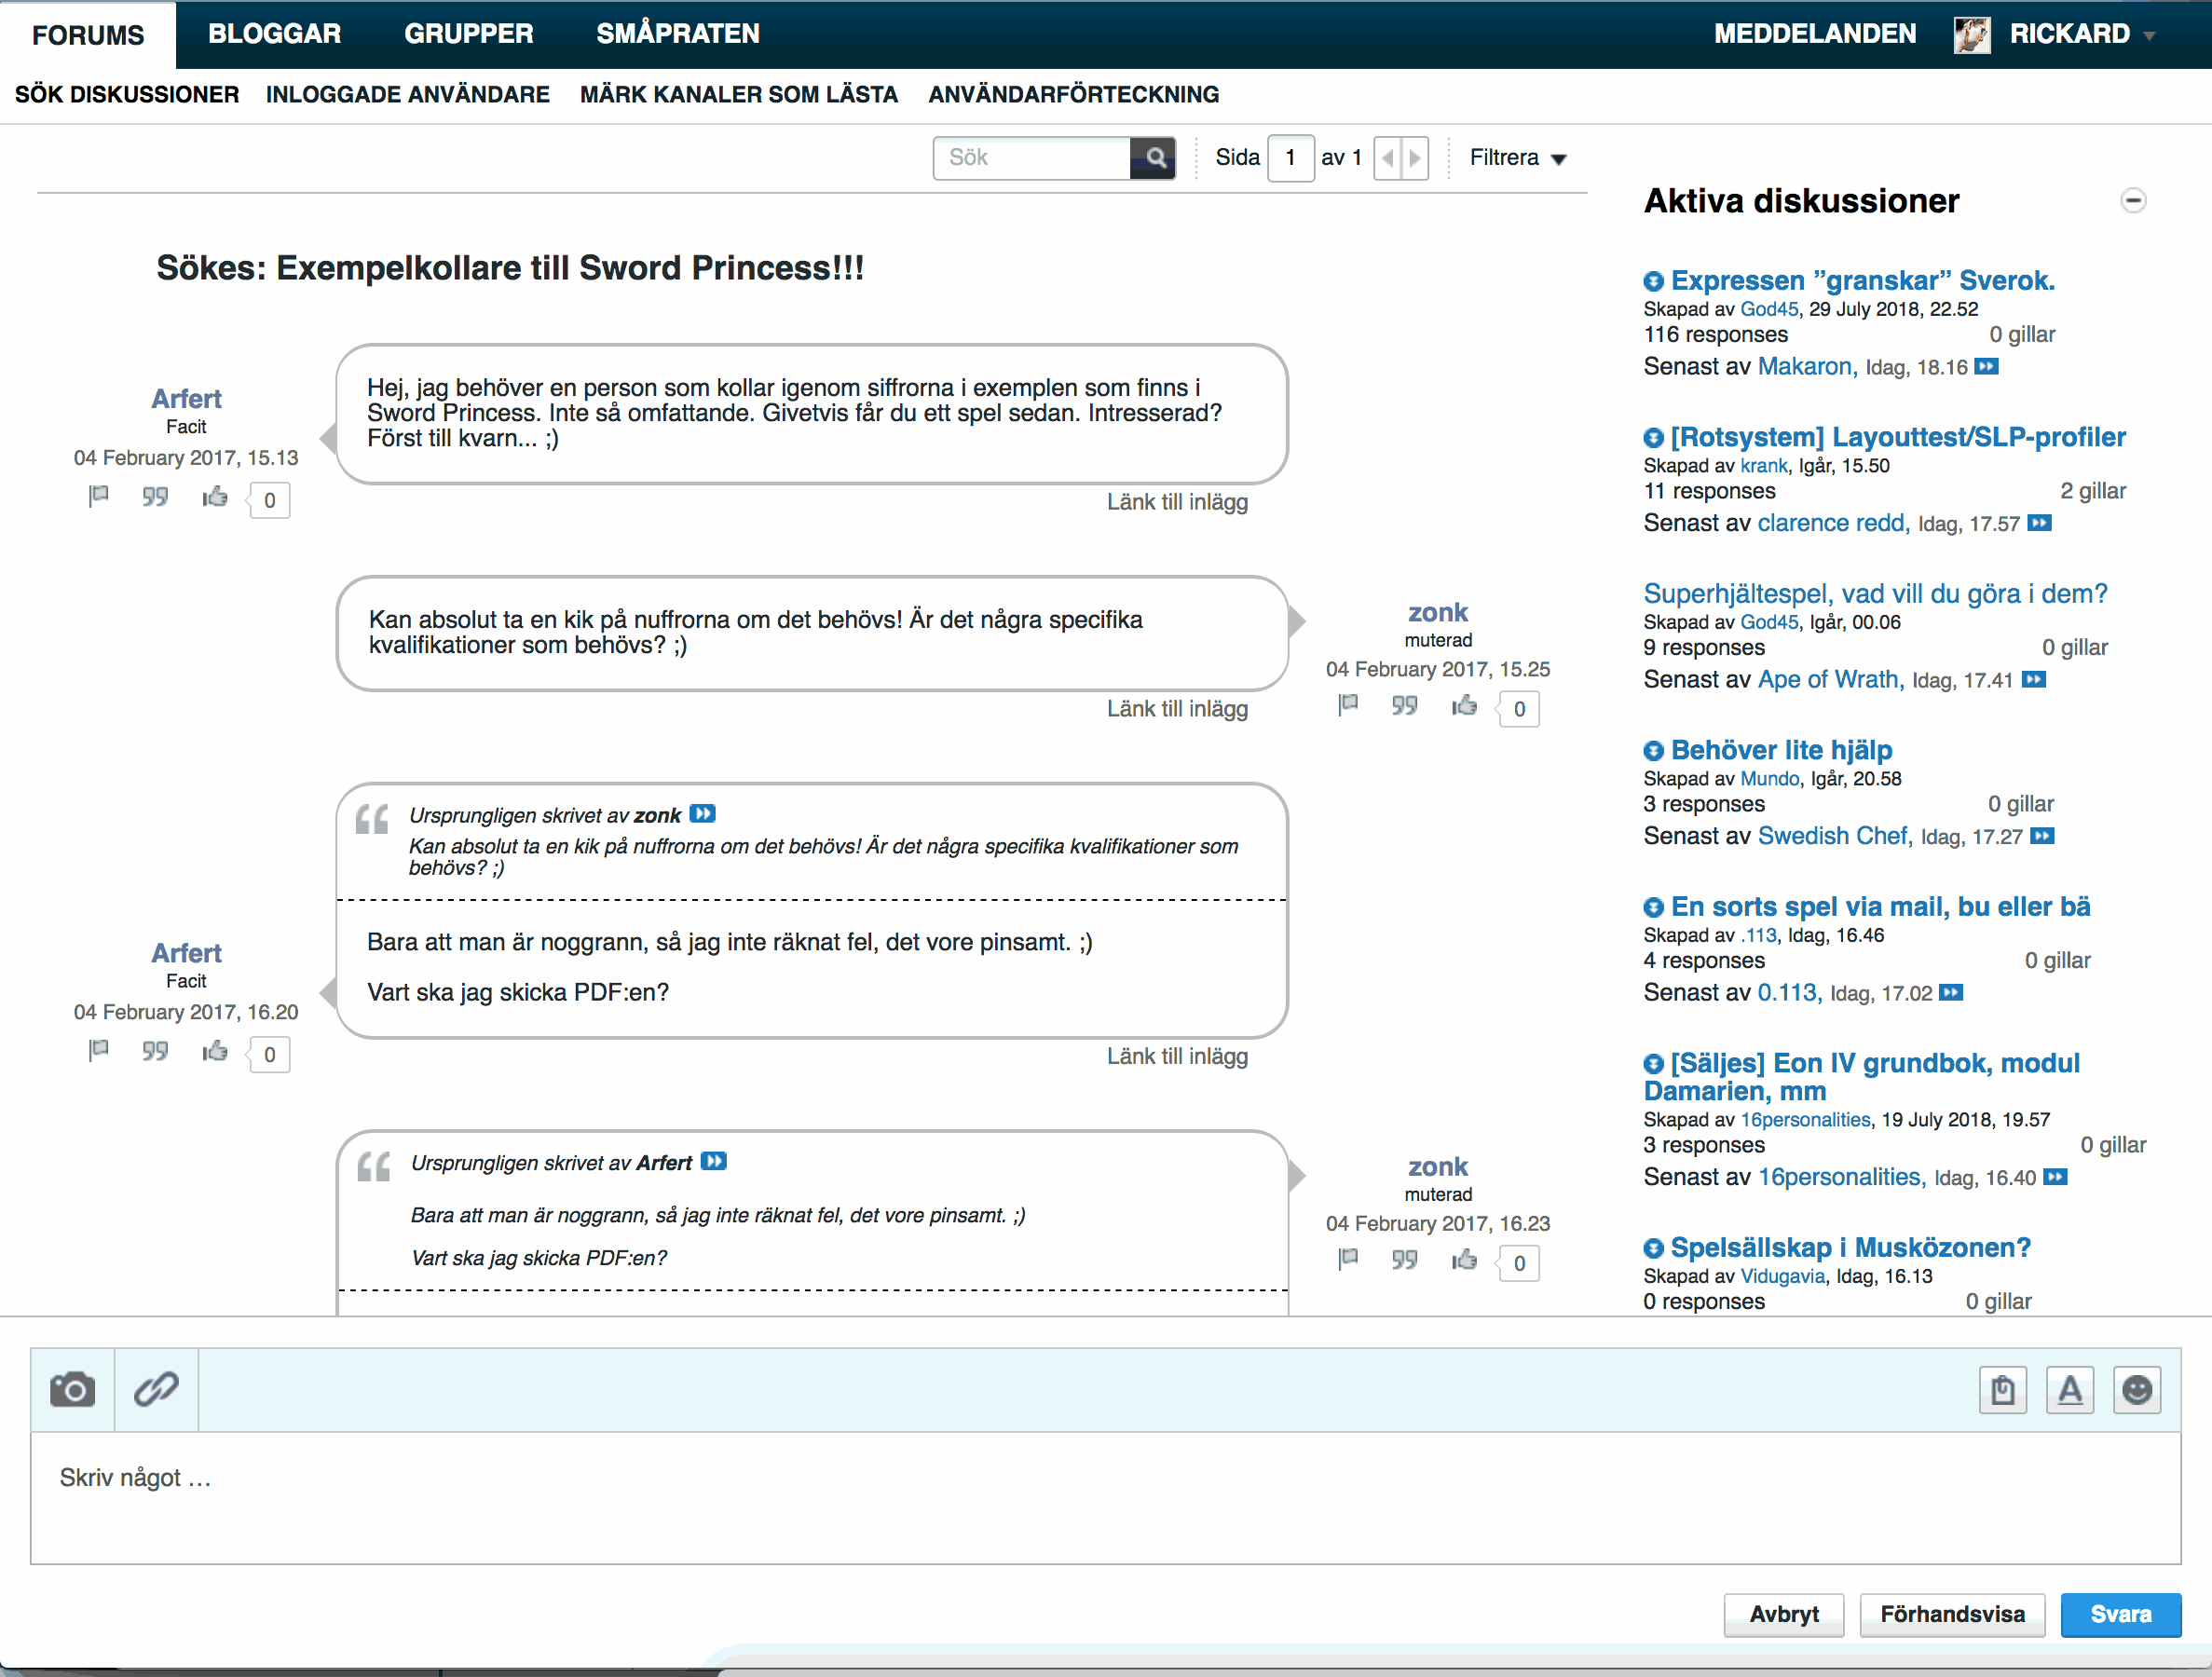 FORUMS BLOGGAR GRUPPER SMÅPRATEN MEDDELANDEN RICKARD
SÖK DISKUSSIONER INLOGGADE ANVÄNDARE MÄRK KANALER SOM LÄSTA ANVÄNDARFÖRTECKNING
Sök Sida 1 av 1 Filtrera
Sökes: Exempelkollare till Sword Princess!!!
Arfert
Facit
04 February 2017, 15.13
0
Hej, jag behöver en person som kollar igenom siffrorna i exemplen som finns i
Sword Princess. Inte så omfattande. Givetvis får du ett spel sedan. Intresserad?
Först till kvarn... ;)
Länk till inlägg
Kan absolut ta en kik på nuffrorna om det behövs! Är det några specifika
kvalifikationer som behövs? ;)
Länk till inlägg
zonk
muterad
04 February 2017, 15.25
0
Arfert
Facit
04 February 2017, 16.20
0
Ursprungligen skrivet av zonk
Kan absolut ta en kik på nuffrorna om det behövs! Är det några specifika kvalifikationer som
behövs? ;)
Bara att man är noggrann, så jag inte räknat fel, det vore pinsamt. ;)
Vart ska jag skicka PDF:en?
Länk till inlägg
Ursprungligen skrivet av Arfert
Bara att man är noggrann, så jag inte räknat fel, det vore pinsamt. ;)
Vart ska jag skicka PDF:en?
zonk
muterad
04 February 2017, 16.23
0
Aktiva diskussioner
Expressen ”granskar” Sverok.
Skapad av God45, 29 July 2018, 22.52
116 responses 0 gillar
Senast av Makaron, Idag, 18.16
[Rotsystem] Layouttest/SLP-profiler
Skapad av krank, Igår, 15.50
11 responses 2 gillar
Senast av clarence redd, Idag, 17.57
Superhjältespel, vad vill du göra i dem?
Skapad av God45, Igår, 00.06
9 responses 0 gillar
Senast av Ape of Wrath, Idag, 17.41
Behöver lite hjälp
Skapad av Mundo, Igår, 20.58
3 responses 0 gillar
Senast av Swedish Chef, Idag, 17.27
En sorts spel via mail, bu eller bä
Skapad av .113, Idag, 16.46
4 responses 0 gillar
Senast av 0.113, Idag, 17.02
[Säljes] Eon IV grundbok, modul
Damarien, mm
Skapad av 16personalities, 19 July 2018, 19.57
3 responses 0 gillar
Senast av 16personalities, Idag, 16.40
Spelsällskap i Musközonen?
Skapad av Vidugavia, Idag, 16.13
0 responses 0 gillar
Skriv något …
Avbryt Förhandsvisa Svara